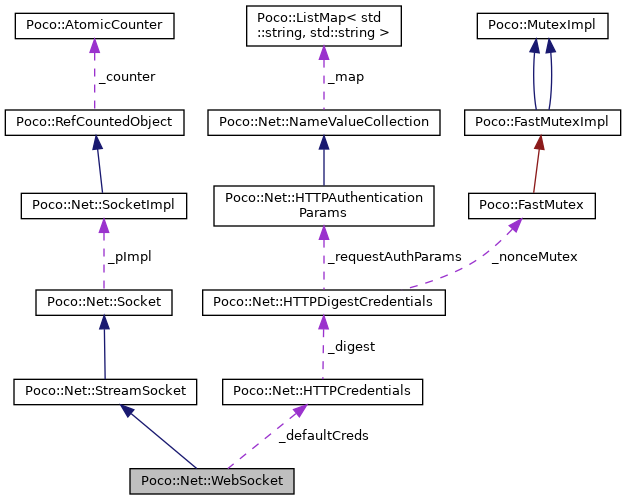 Poco::AtomicCounter
Poco::ListMap< std
::string, std::string >
Poco::MutexImpl
_counter
_map
Poco::RefCountedObject
Poco::Net::NameValueCollection
Poco::FastMutexImpl
Poco::Net::SocketImpl
Poco::Net::HTTPAuthentication
Params
Poco::FastMutex
_pImpl
_requestAuthParams
_nonceMutex
Poco::Net::Socket
Poco::Net::HTTPDigestCredentials
_digest
Poco::Net::StreamSocket
Poco::Net::HTTPCredentials
_defaultCreds
Poco::Net::WebSocket